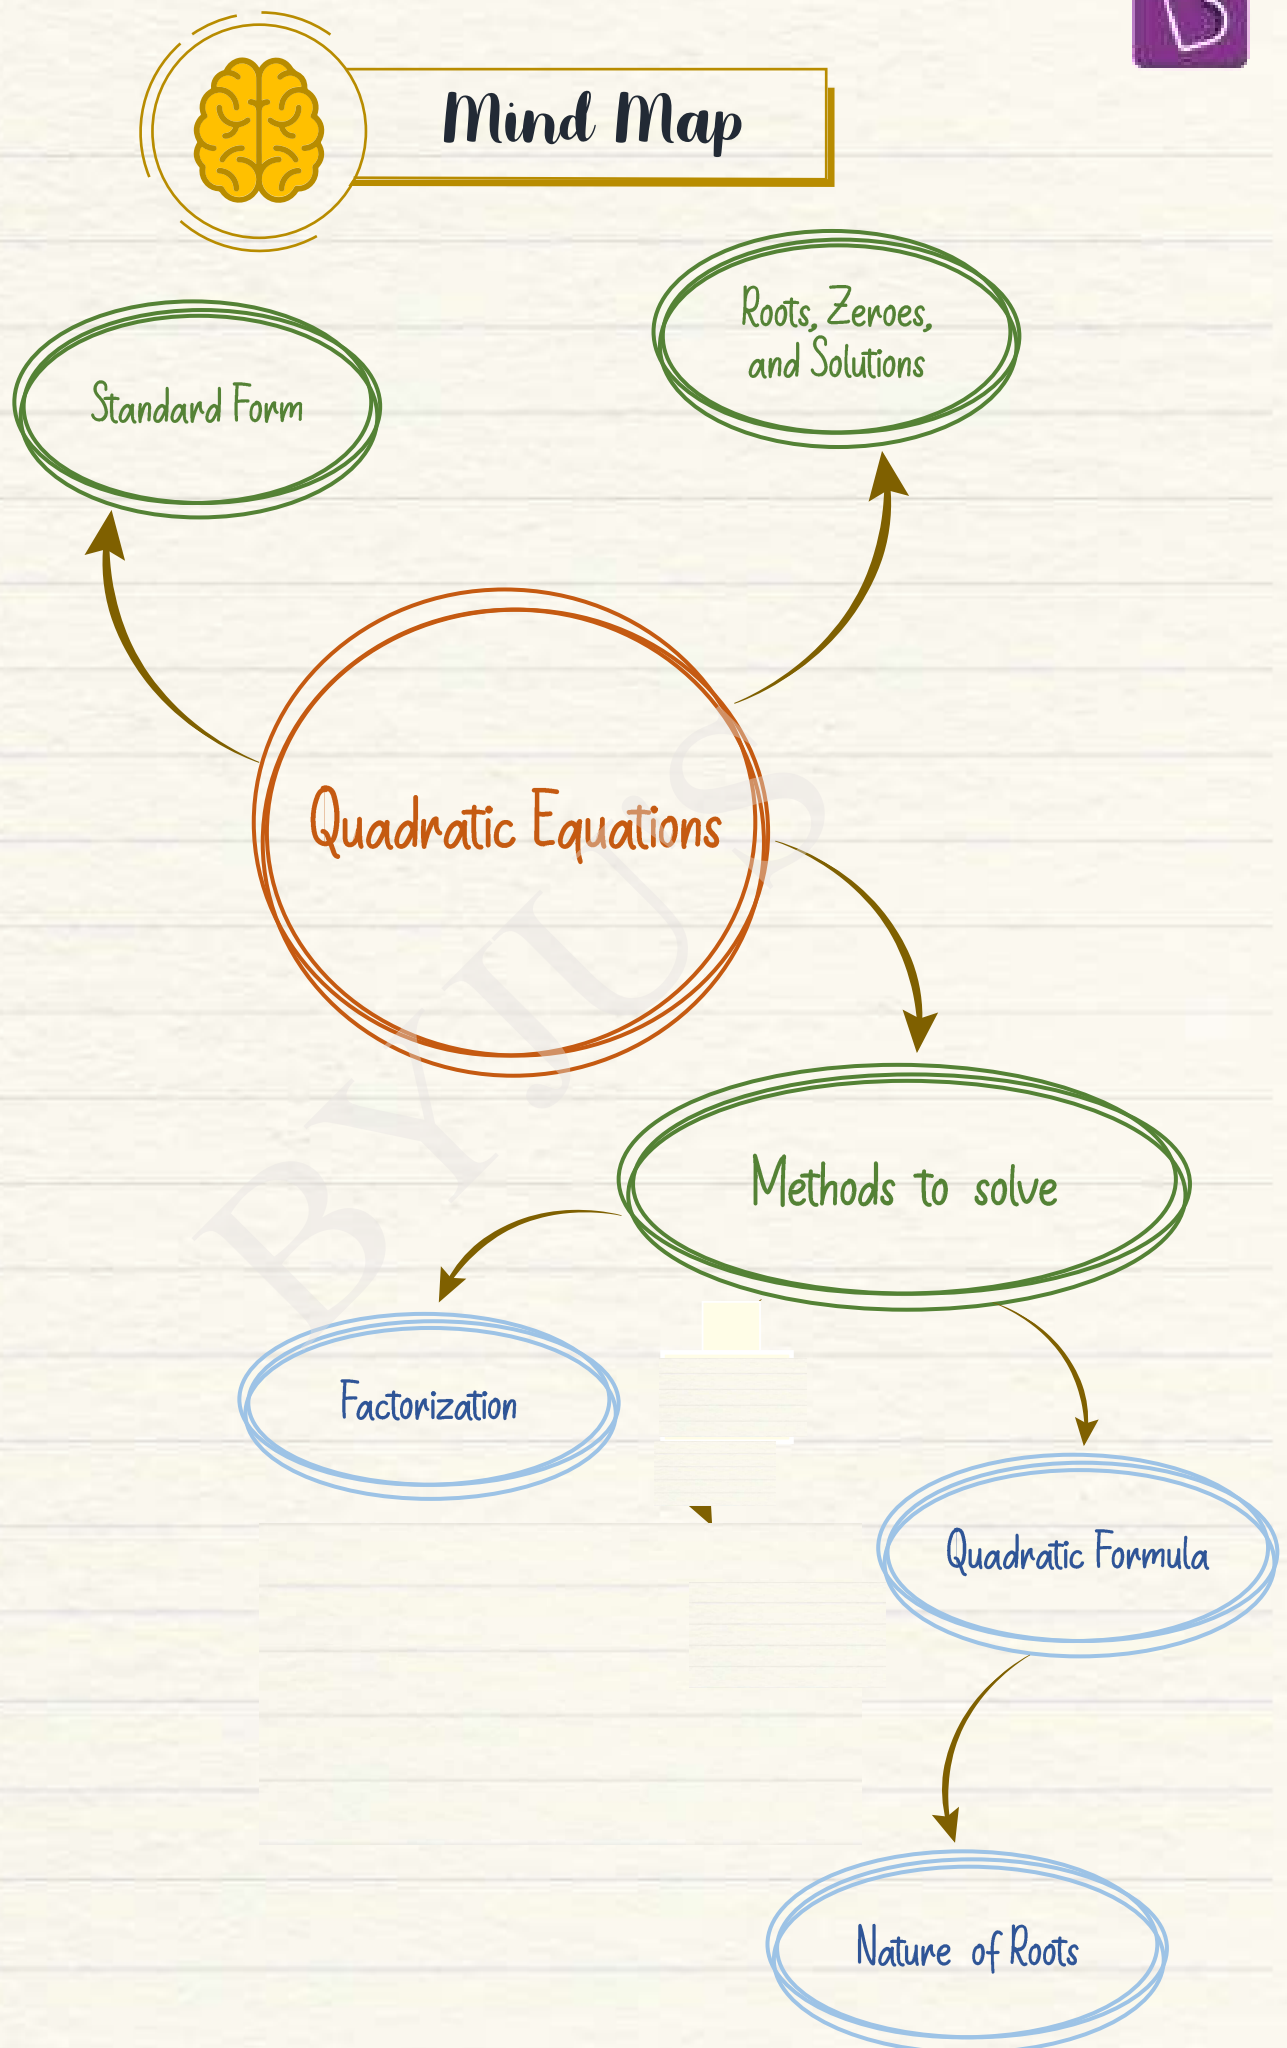 Mind Map
Roots, Zeroes,
and Solutions
Standard Form
Quadratic Equations
BYJUS
Methods to solve
Factorization
Quadratic Formula
Nature of Roots